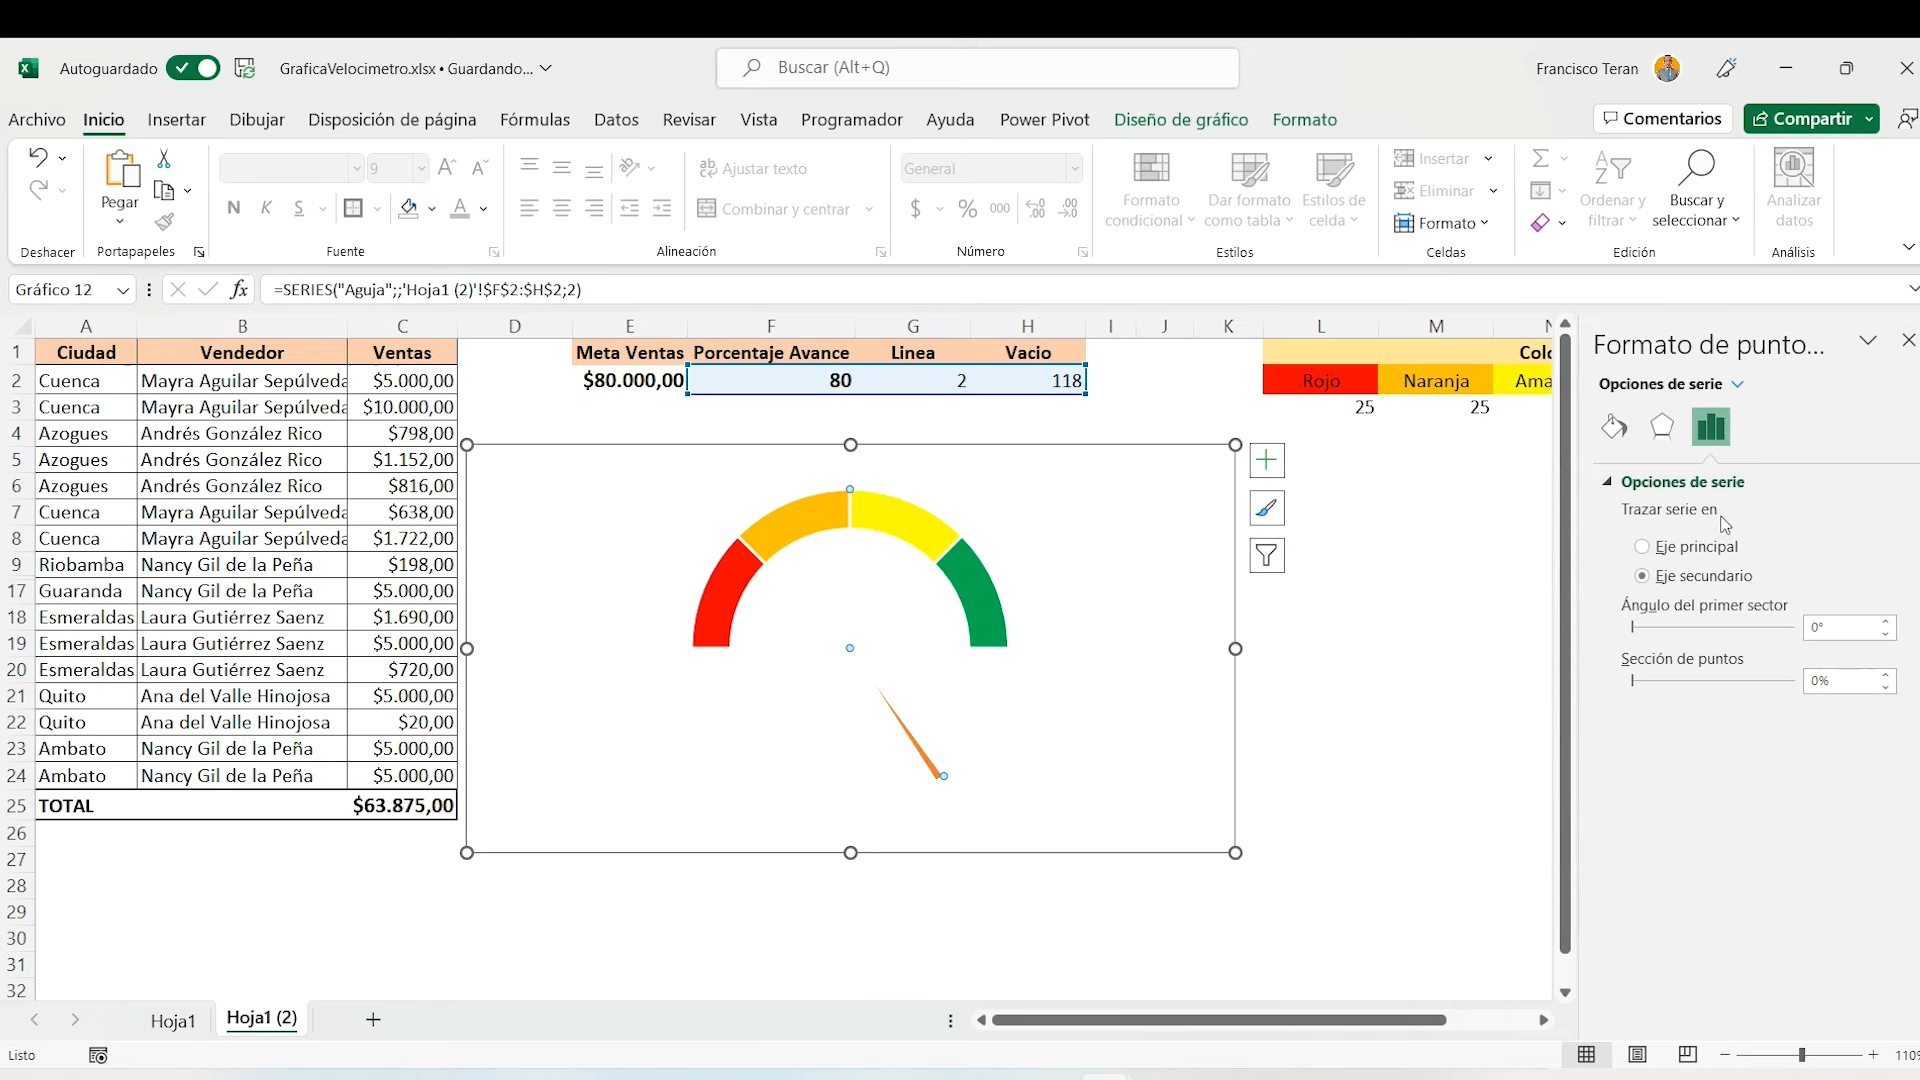 Autoguardado GraficaVelocimetro.xlsx • Guardando... Buscar (Alt+Q) Francisco Teran
Archivo Inicio Insertar Dibujar Disposición de página Fórmulas Datos Revisar Vista Programador Ayuda Power Pivot Diseño de gráfico Formato Comentarios Compartir
Pegar 9 Ajustar texto General Insertar
N K S Combinar y centrar $ % 000 Formato condicional Dar formato como tabla Estilos de celda Eliminar Ordenar y filtrar Buscar y seleccionar Analizar datos
Formato
Deshacer Portapapeles Fuente Alineación Número Estilos Celdas Edición Análisis
Gráfico 12 fx =SERIES("Aguja";;'Hoja1 (2)'!$F$2:$H$2;2)
A B C D E F G H I J K L M
1 Ciudad Vendedor Ventas Meta Ventas Porcentaje Avance Linea Vacio
2 Cuenca Mayra Aguilar Sepúlveda $5.000,00 $80.000,00 80 2 118 Rojo Naranja
3 Cuenca Mayra Aguilar Sepúlveda $10.000,00 25 25
4 Azogues Andrés González Rico $798,00
5 Azogues Andrés González Rico $1.152,00
6 Azogues Andrés González Rico $816,00
7 Cuenca Mayra Aguilar Sepúlveda $638,00
8 Cuenca Mayra Aguilar Sepúlveda $1.722,00
9 Riobamba Nancy Gil de la Peña $198,00
17 Guaranda Nancy Gil de la Peña $5.000,00
18 Esmeraldas Laura Gutiérrez Saenz $1.690,00
19 Esmeraldas Laura Gutiérrez Saenz $5.000,00
20 Esmeraldas Laura Gutiérrez Saenz $720,00
21 Quito Ana del Valle Hinojosa $5.000,00
22 Quito Ana del Valle Hinojosa $20,00
23 Ambato Nancy Gil de la Peña $5.000,00
24 Ambato Nancy Gil de la Peña $5.000,00
25 TOTAL $63.875,00
26
27
28
29
30
31
32
Formato de punto...
Opciones de serie
Opciones de serie
Trazar serie en
Eje principal
Eje secundario
Ángulo del primer sector
0°
Sección de puntos
0%
Hoja1 Hoja1 (2)
Listo 110%